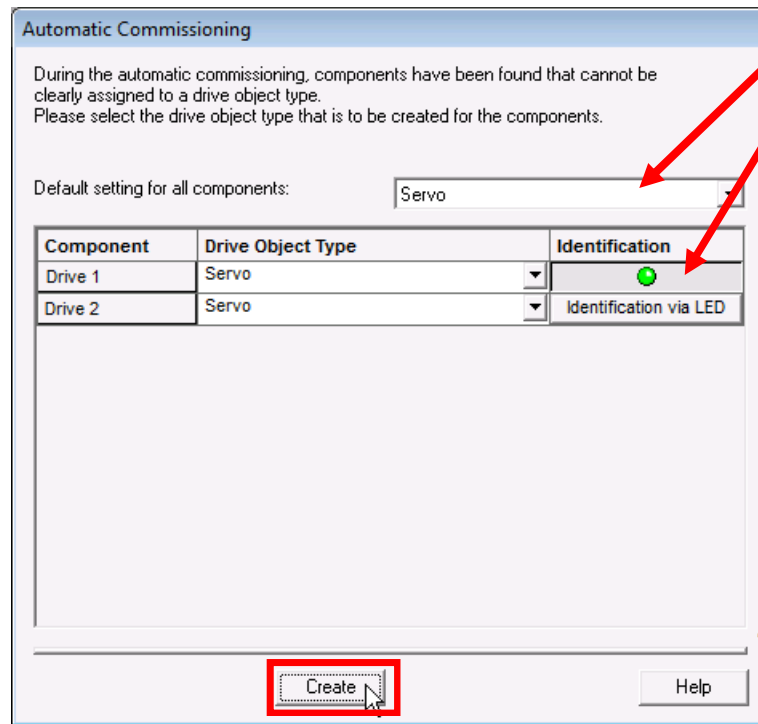 Automatic Commissioning
During the automatic commissioning, components have been found that cannot be
clearly assigned to a drive object type.
Please select the drive object type that is to be created for the components.
Default setting for all components: Servo
Component Drive Object Type Identification
Drive 1 Servo
Drive 2 Servo Identification via LED
Create Help